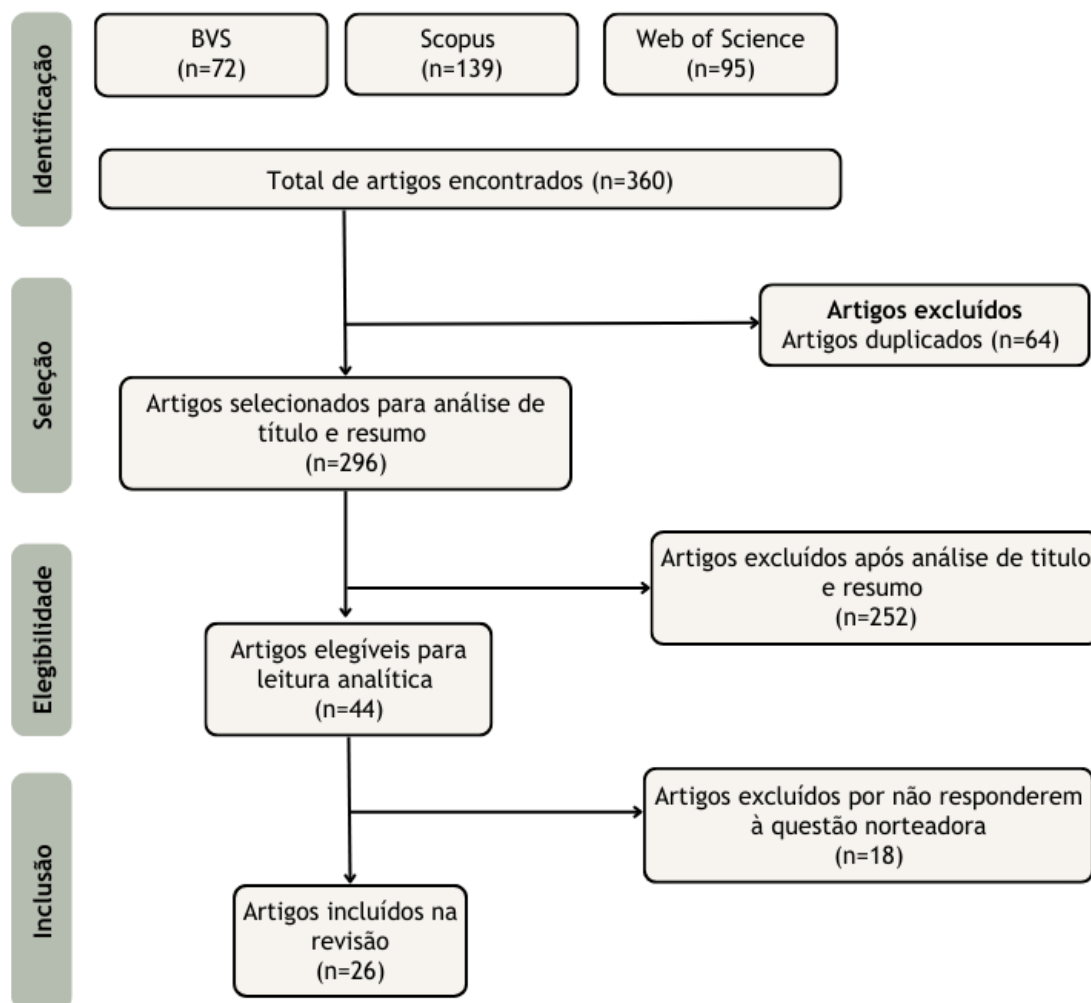 Identificação
BVS
(n=72)
Scopus
(n=139)
Web of Science
(n=95)
Total de artigos encontrados (n=360)
Seleção
Artigos excluídos
Artigos duplicados (n=64)
Artigos selecionados para análise de
título e resumo
(n=296)
Elegibilidade
Artigos excluídos após análise de titulo
e resumo
(n=252)
Artigos elegíveis para
leitura analítica
(n=44)
Inclusão
Artigos excluídos por não responderem
à questão norteadora
(n=18)
Artigos incluídos na
revisão
(n=26)